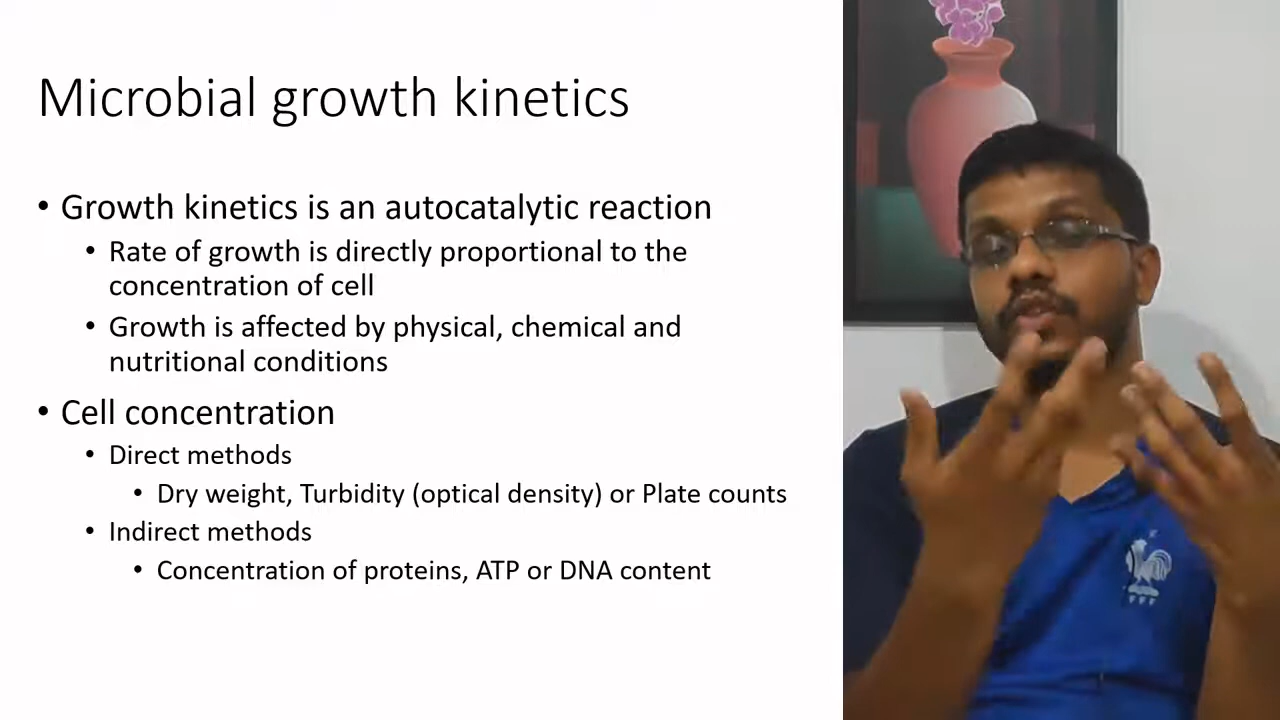 Microbial growth kinetics
• Growth kinetics is an autocatalytic reaction
• Rate of growth is directly proportional to the
concentration of cell
• Growth is affected by physical, chemical and
nutritional conditions
• Cell concentration
• Direct methods
• Dry weight, Turbidity (optical density) or Plate counts
• Indirect methods
• Concentration of proteins, ATP or DNA content